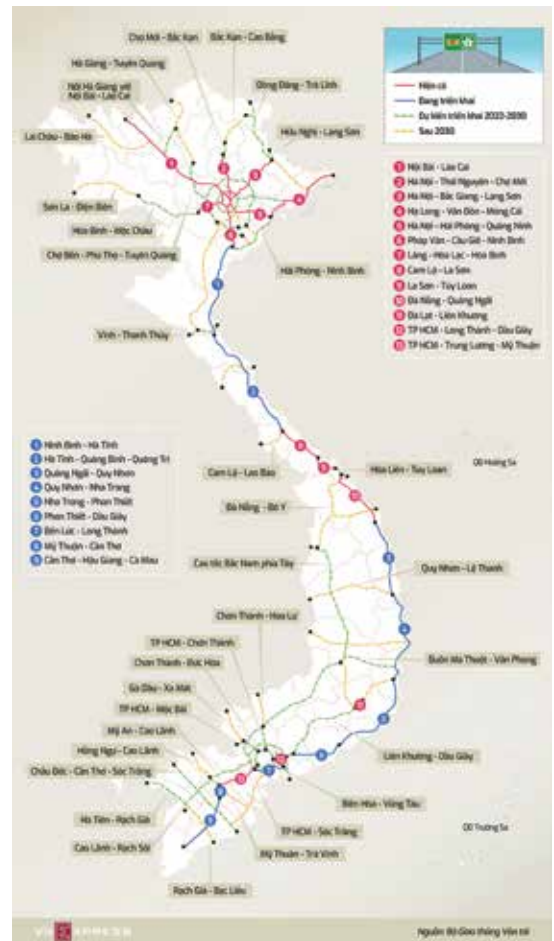 Chợ Mới - Bắc Kạn
Bắc Kạn - Cao Bằng
Hà Giang - Tuyên Quang
Nối Hà Giang với
Nội Bài - Lào Cai
Đồng Đăng - Trà Lĩnh
Lai Châu - Bảo Hà
Hữu Nghị - Lạng Sơn
Sơn La - Điện Biên
Hòa Bình - Mộc Châu
Chợ Bến - Phú Thọ - Tuyên Quang
Hải Phòng - Ninh Bình
Hiện có
Đang triển khai
Dự kiến triển khai 2022-2030
Sau 2030
1 Nội Bài - Lào Cai
2 Hà Nội - Thái Nguyên - Chợ Mới
3 Hà Nội - Bắc Giang - Lạng Sơn
4 Hạ Long - Vân Đồn - Móng Cái
5 Hà Nội - Hải Phòng - Quảng Ninh
6 Pháp Vân - Cầu Giẽ - Ninh Bình
7 Láng - Hòa Lạc - Hòa Bình
8 Cam Lộ - La Sơn
9 La Sơn - Túy Loan
10 Đà Nẵng - Quảng Ngãi
11 Đà Lạt - Liên Khương
12 TP HCM - Long Thành - Dầu Giây
13 TP HCM - Trung Lương - Mỹ Thuận
Vinh - Thanh Thủy
1 Ninh Bình - Hà Tĩnh
2 Hà Tĩnh - Quảng Bình - Quảng Trị
3 Quảng Ngãi - Quy Nhơn
4 Quy Nhơn - Nha Trang
5 Nha Trang - Phan Thiết
6 Phan Thiết - Dầu Giây
7 Bến Lức - Long Thành
8 Mỹ Thuận - Cần Thơ
9 Cần Thơ - Hậu Giang - Cà Mau
Cam Lộ - Lao Bảo
Hòa Liên - Túy Loan
QĐ Hoàng Sa
Đà Nẵng - Bờ Y
Cao tốc Bắc Nam phía Tây
Quy Nhơn - Lệ Thanh
Chơn Thành - Hoa Lư
TP HCM - Chơn Thành
Chơn Thành - Đức Hòa
Buôn Ma Thuột - Vân Phong
Gò Dầu - Xa Mát
TP HCM - Mộc Bài
Mỹ An - Cao Lãnh
Hồng Ngự - Cao Lãnh
Châu Đốc - Cần Thơ - Sóc Trăng
Liên Khương - Dầu Giây
Biên Hòa - Vũng Tàu
Hà Tiên - Rạch Giá
TP HCM - Sóc Trăng
QĐ Trường Sa
Cao Lãnh - Rạch Sỏi
Mỹ Thuận - Trà Vinh
Rạch Giá - Bạc Liêu
VNEXPRESS
Nguồn: Bộ Giao thông Vận tải